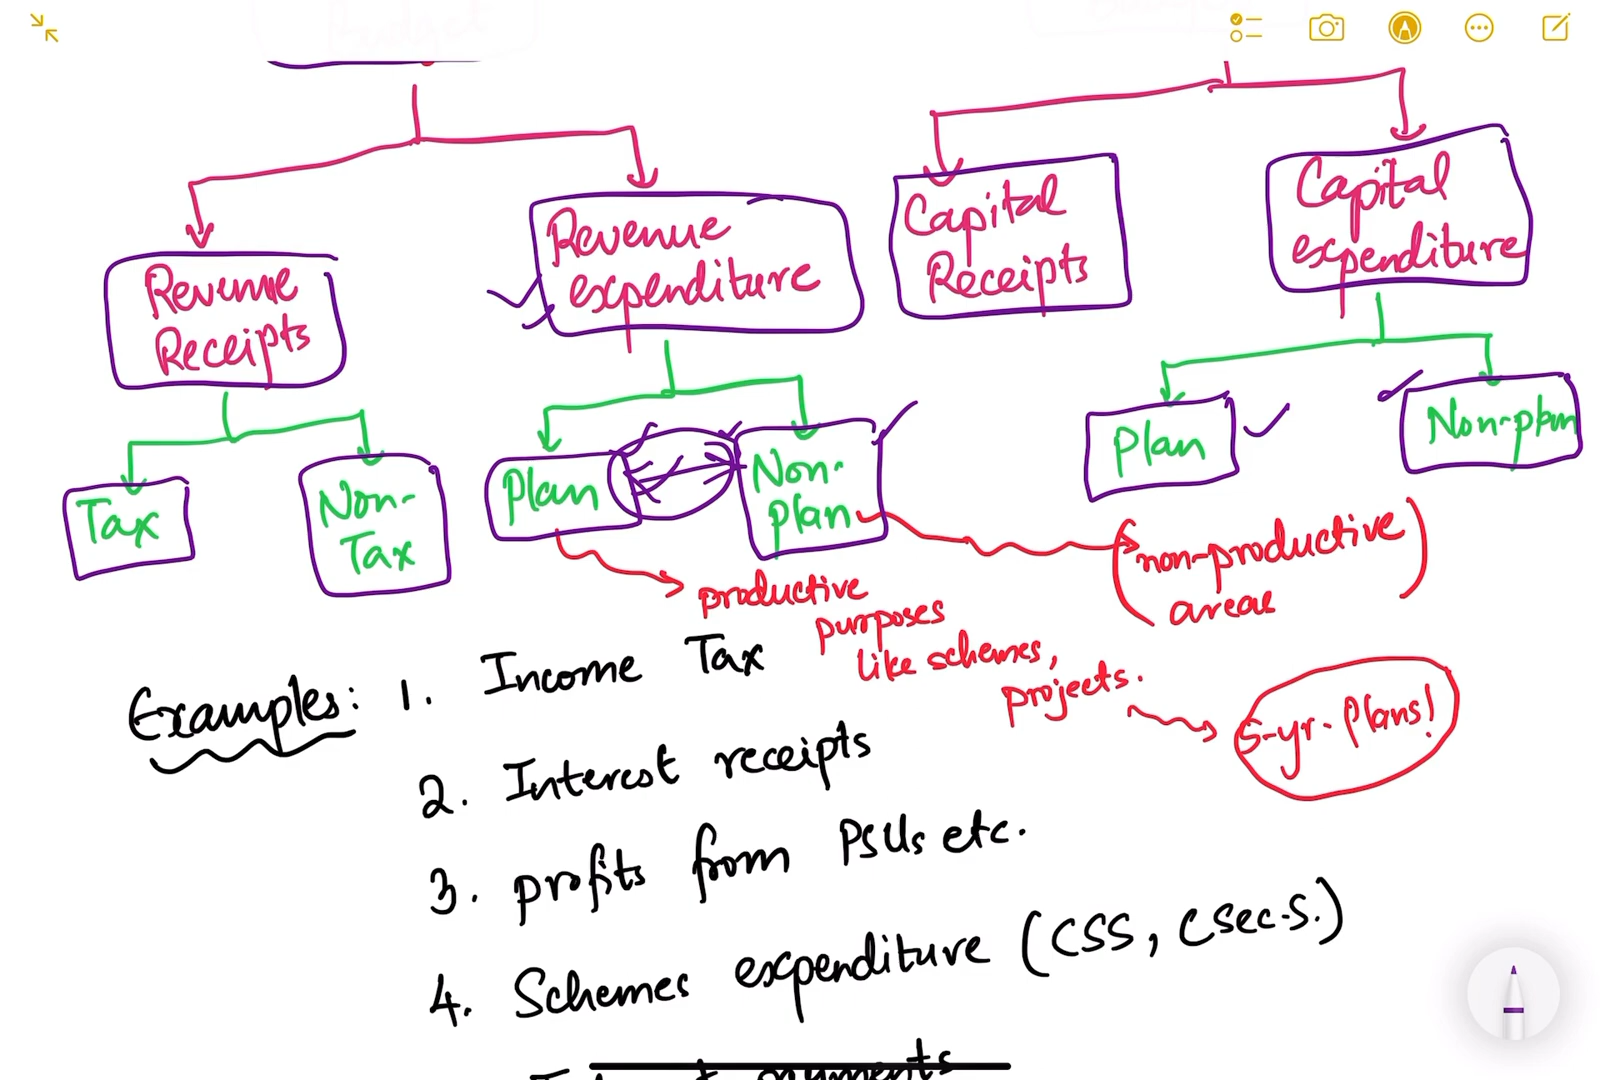 Budget
Revenue
Receipts
Revenue
expenditure
Capital
Receipts
Capital
expenditure
Tax
Non-
Tax
Plan
Non-
plan
Plan
Non-plan
productive
purposes
like schemes,
projects.
(non-productive
areas)
5-yr-Plans!
Examples: 1. Income Tax
2. Interest receipts
3. profits from PSUs etc.
4. Schemes expenditure (CSS, CSec.S.)
payments